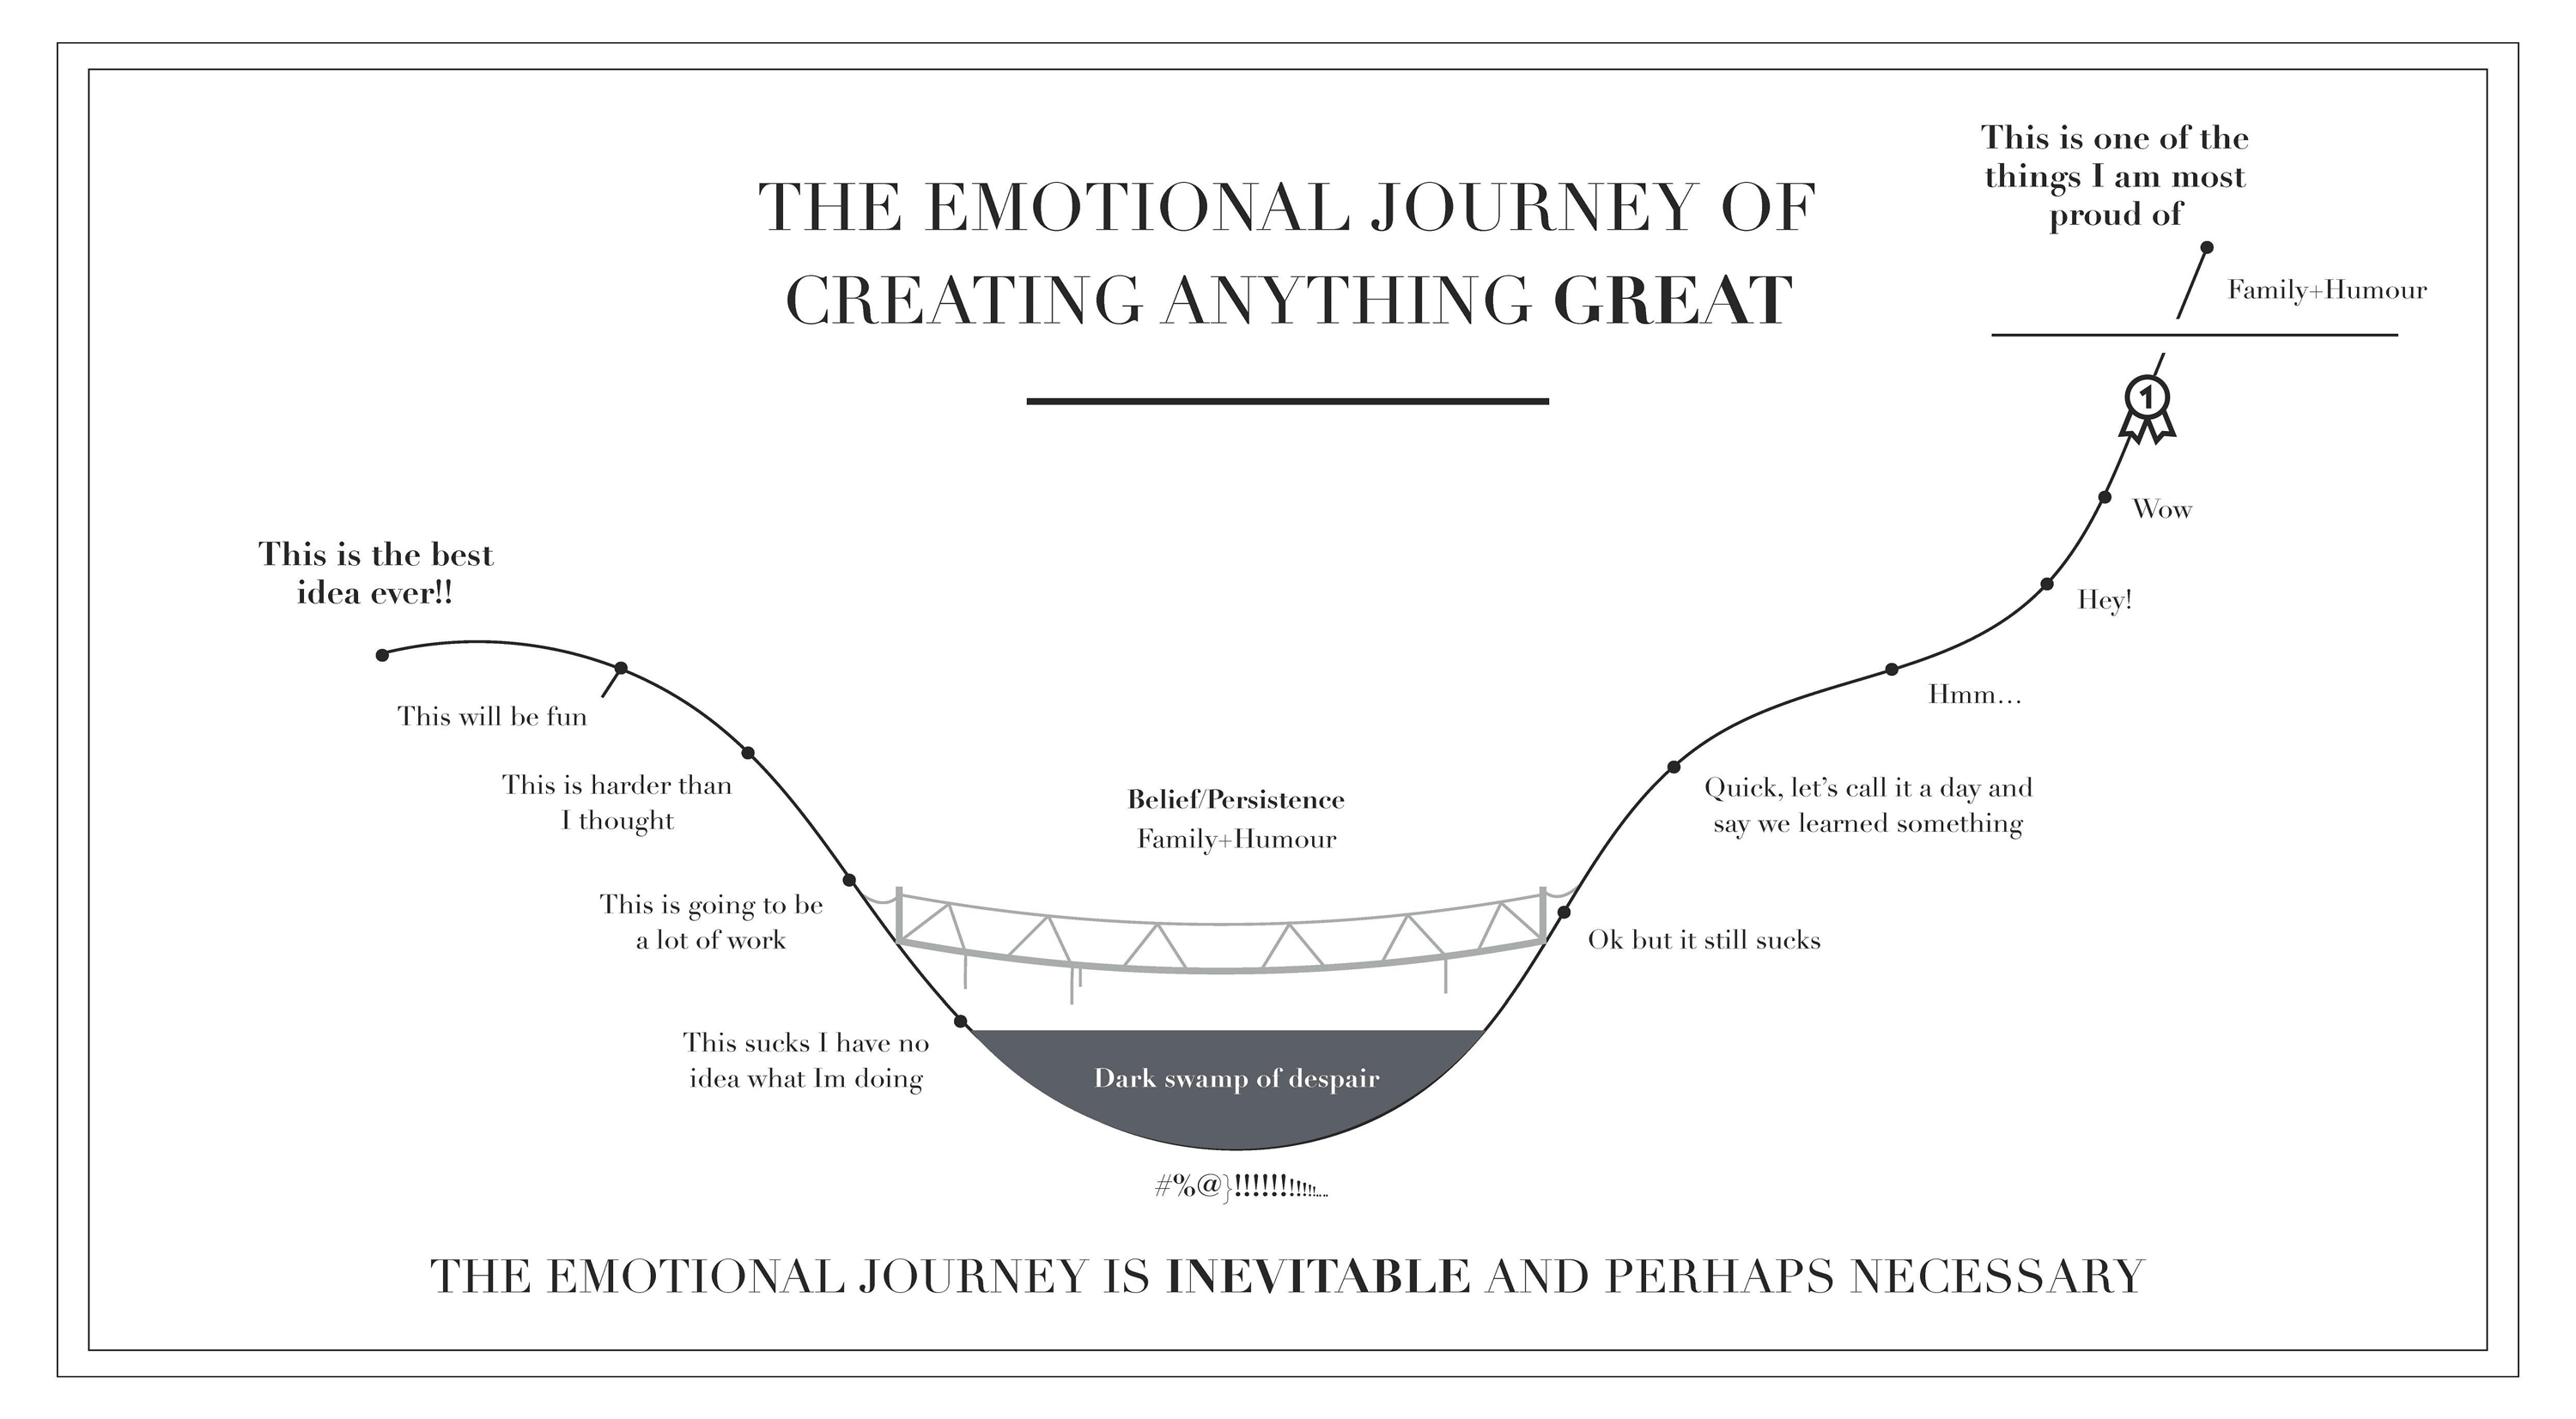 THE EMOTIONAL JOURNEY OF
CREATING ANYTHING GREAT
This is the best
idea ever!!
This will be fun
This is harder than
I thought
This is going to be
a lot of work
This sucks I have no
idea what Im doing
Belief/Persistence
Family+Humour
Dark swamp of despair
#%@}!!!!!!!!!!!!...
Ok but it still sucks
Quick, let’s call it a day and
say we learned something
Hmm...
Hey!
Wow
1
Family+Humour
This is one of the
things I am most
proud of
THE EMOTIONAL JOURNEY IS INEVITABLE AND PERHAPS NECESSARY